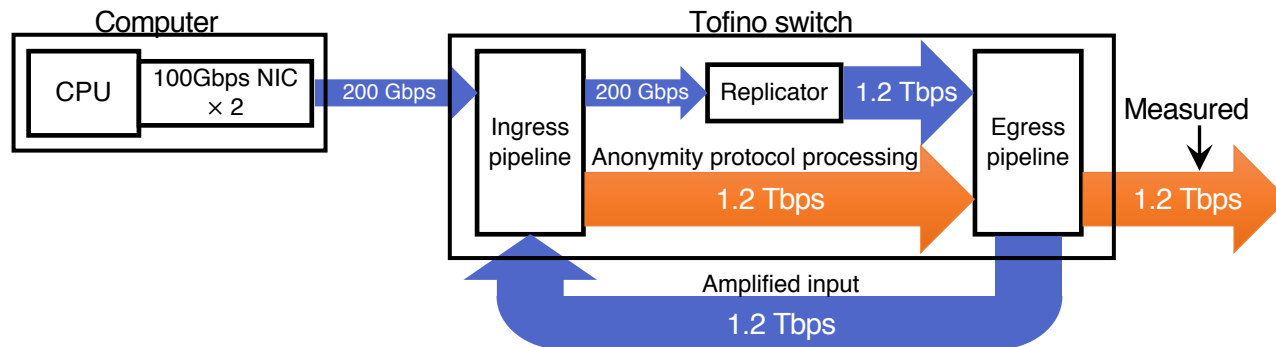 Computer
Tofino switch
CPU
100Gbps NIC
× 2
200 Gbps
Ingress
pipeline
200 Gbps
Replicator
1.2 Tbps
Egress
pipeline
Measured
Anonymity protocol processing
1.2 Tbps
1.2 Tbps
Amplified input
1.2 Tbps